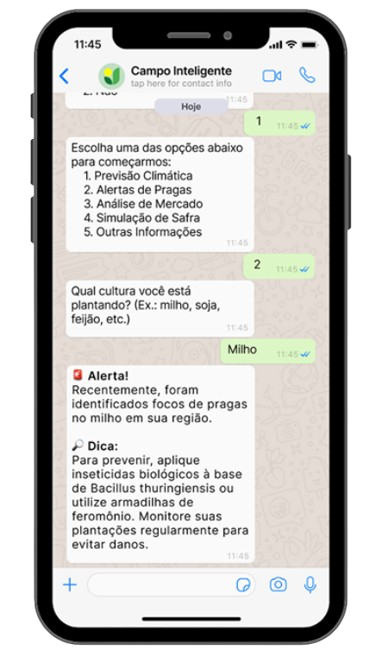 11:45
Campo Inteligente
tap here for contact info
2. Não
11:45
Hoje
1 11:45
Escolha uma das opções abaixo
para começarmos:
1. Previsão Climática
2. Alertas de Pragas
3. Análise de Mercado
4. Simulação de Safra
5. Outras Informações
11:45
2 11:45
Qual cultura você está
plantando? (Ex.: milho, soja,
feijão, etc.)
11:45
Milho 11:45
🚨 Alerta!
Recentemente, foram
identificados focos de pragas
no milho em sua região.
🔎 Dica:
Para prevenir, aplique
inseticidas biológicos à base
de Bacillus thuringiensis ou
utilize armadilhas de
feromônio. Monitore suas
plantações regularmente para
evitar danos.
11:45